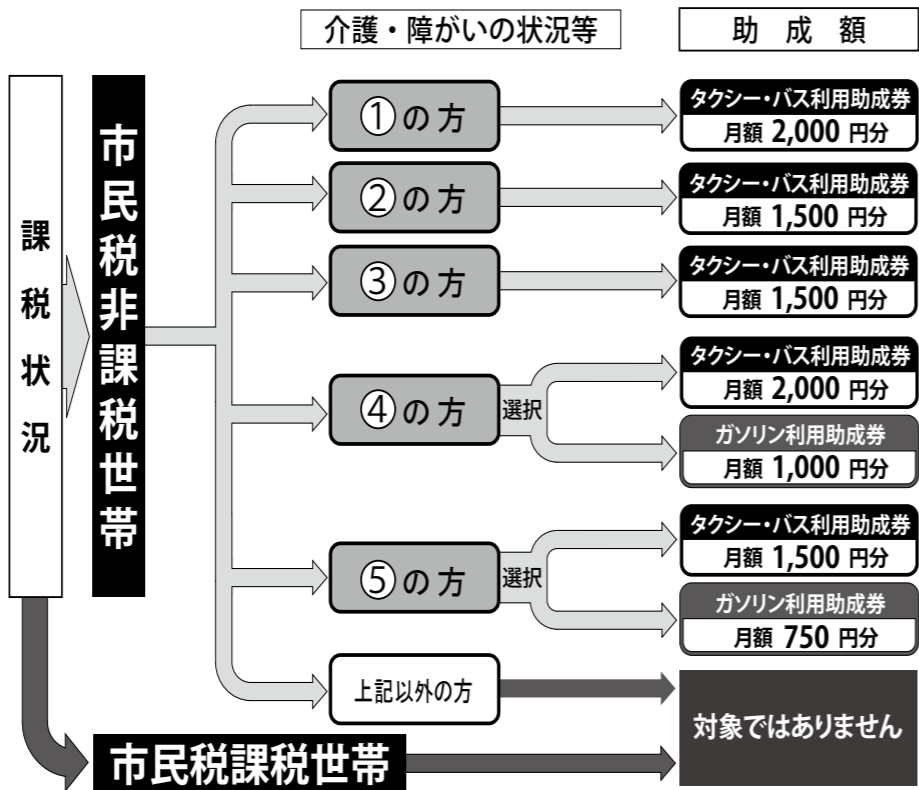 介護・障がいの状況等
助成額
課税状況
市民税非課税世帯
①の方
タクシー・バス利用助成券
月額 2,000 円分
②の方
タクシー・バス利用助成券
月額 1,500 円分
③の方
タクシー・バス利用助成券
月額 1,500 円分
④の方
選択
タクシー・バス利用助成券
月額 2,000 円分
ガソリン利用助成券
月額 1,000 円分
⑤の方
選択
タクシー・バス利用助成券
月額 1,500 円分
ガソリン利用助成券
月額 750 円分
上記以外の方
対象ではありません
市民税課税世帯